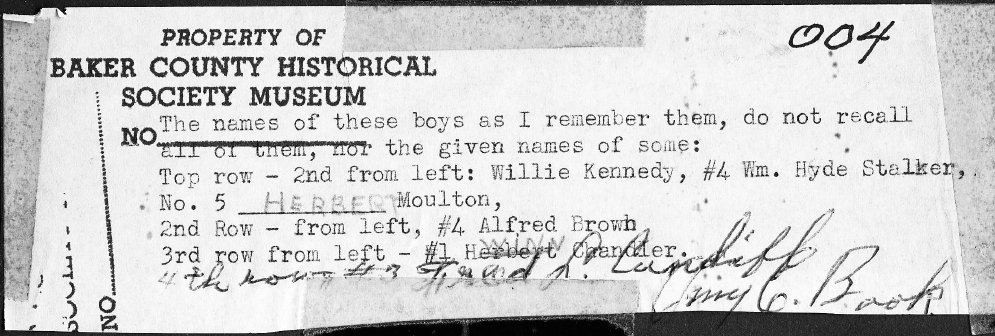 PROPERTY OF
BAKER COUNTY HISTORICAL
SOCIETY MUSEUM
004
NO.
The names of these boys as I remember them, do not recall
all of them, nor the given names of some:
Top row - 2nd from left: Willie Kennedy, #4 Wm. Hyde Stalker,
No. 5 HERBERT Moulton,
2nd Row - from left, #4 Alfred Brown
WINN
3rd row from left - #1 Herbert Chandler.
4th row #3 Fred L. Cundiff
Amy C. Book
NO.